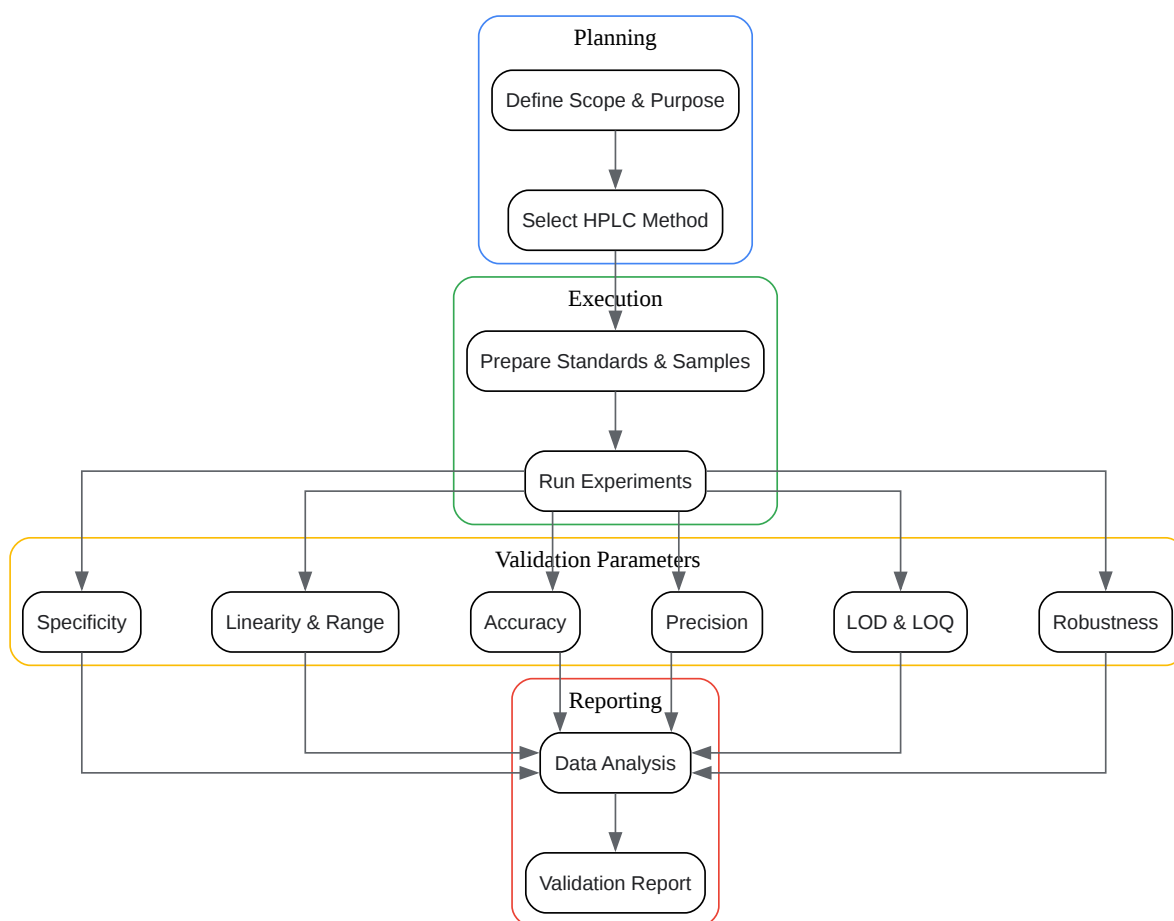 Planning
Define Scope & Purpose
Select HPLC Method
Execution
Prepare Standards & Samples
Run Experiments
Validation Parameters
Specificity
Linearity & Range
Accuracy
Precision
LOD & LOQ
Robustness
Reporting
Data Analysis
Validation Report